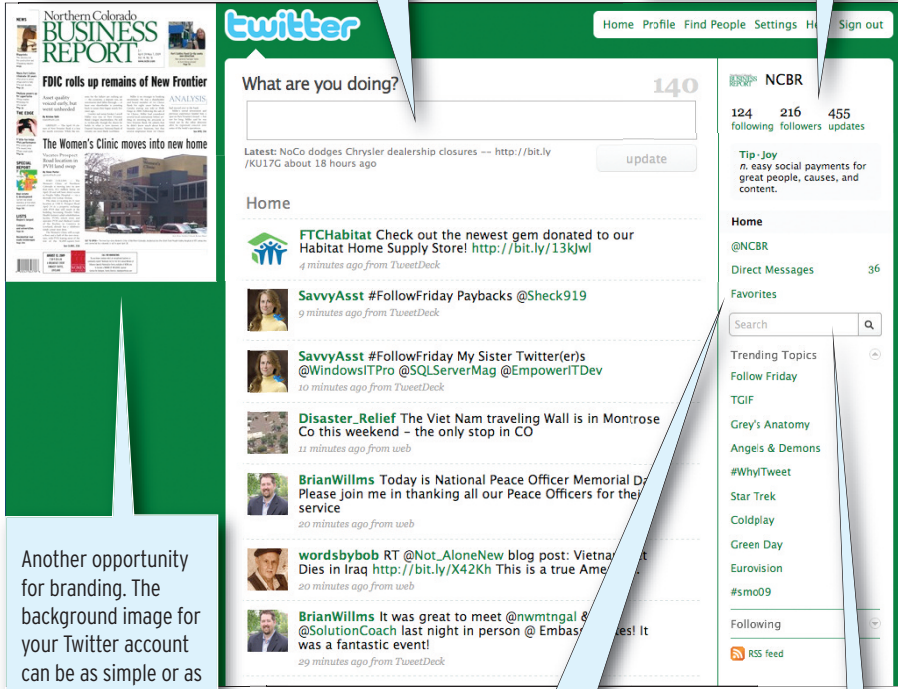 Northern Colorado
BUSINESS
REPORT
FDIC rolls up remains of New Frontier
ANALYSIS
THE EDGE
The Women's Clinic moves into new home
SPECIAL
REPORT
LISTS
twitter
Home Profile Find People Settings Sign out
What are you doing?
140
Latest: NoCo dodges Chrysler dealership closures -- http://bit.ly
/KU17G about 18 hours ago
update
Home
FTCHabitat Check out the newest gem donated to our
Habitat Home Supply Store! http://bit.ly/13kJwl
4 minutes ago from TweetDeck
SavvyAsst #FollowFriday Paybacks @Sheck919
9 minutes ago from TweetDeck
SavvyAsst #FollowFriday My Sister Twitter(er)s
@WindowsITPro @SQLServerMag @EmpowerITDev
10 minutes ago from TweetDeck
Disaster_Relief The Viet Nam traveling Wall is in Montrose
Co this weekend – the only stop in CO
11 minutes ago from web
BrianWillms Today is National Peace Officer Memorial
Please join me in thanking all our Peace Officers for
service
20 minutes ago from web
wordsbybob RT @Not_AloneNew blog post:
Dies in Iraq http://bit.ly/X42Kh This is a true
20 minutes ago from web
BrianWillms It was great to meet @nwmtngal &
@SolutionCoach last night in person @ It
was a fantastic event!
29 minutes ago from TweetDeck
NCBR
124 216 455
following followers updates
Tip·Joy
n. easy social payments for
great people, causes, and
content.
Home
@NCBR
Direct Messages 36
Favorites
Search
Trending Topics
Follow Friday
TGIF
Grey's Anatomy
Angels & Demons
#WhyITweet
Star Trek
Coldplay
Green Day
Eurovision
#smo09
Following
RSS feed
Another opportunity
for branding. The
background image for
your Twitter account
can be as simple or as